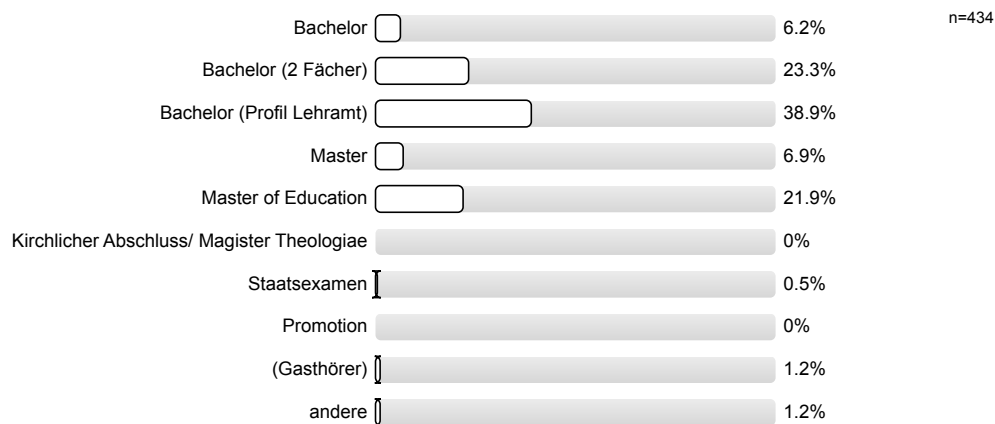 n=434
Bachelor 6.2%
Bachelor (2 Fächer) 23.3%
Bachelor (Profil Lehramt) 38.9%
Master 6.9%
Master of Education 21.9%
Kirchlicher Abschluss/ Magister Theologiae 0%
Staatsexamen 0.5%
Promotion 0%
(Gasthörer) 1.2%
andere 1.2%